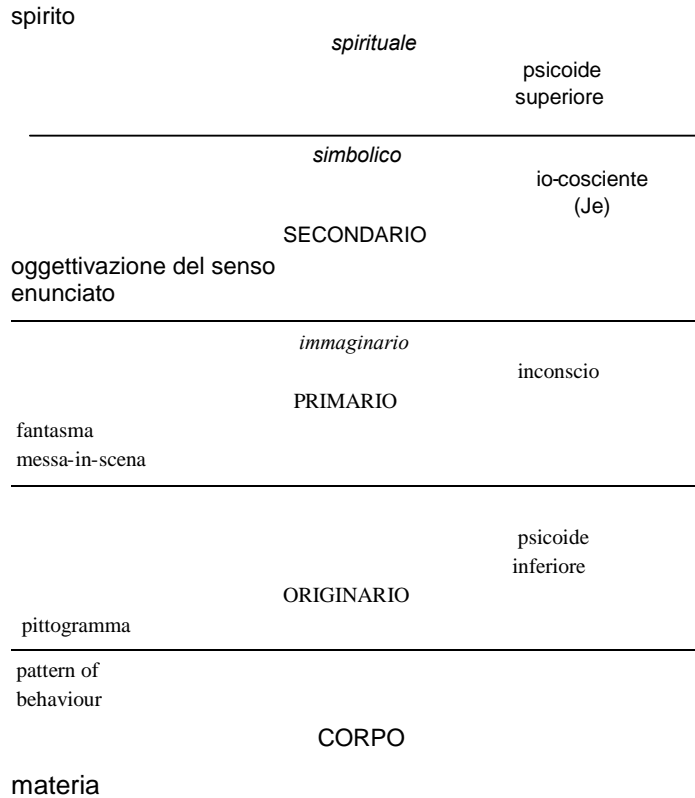 spirito
spirituale
psicoide
superiore
simbolico
io-cosciente
(Je)
SECONDARIO
oggettivazione del senso
enunciato
immaginario
inconscio
PRIMARIO
fantasma
messa-in-scena
psicoide
inferiore
ORIGINARIO
pittogramma
pattern of
behaviour
CORPO
materia